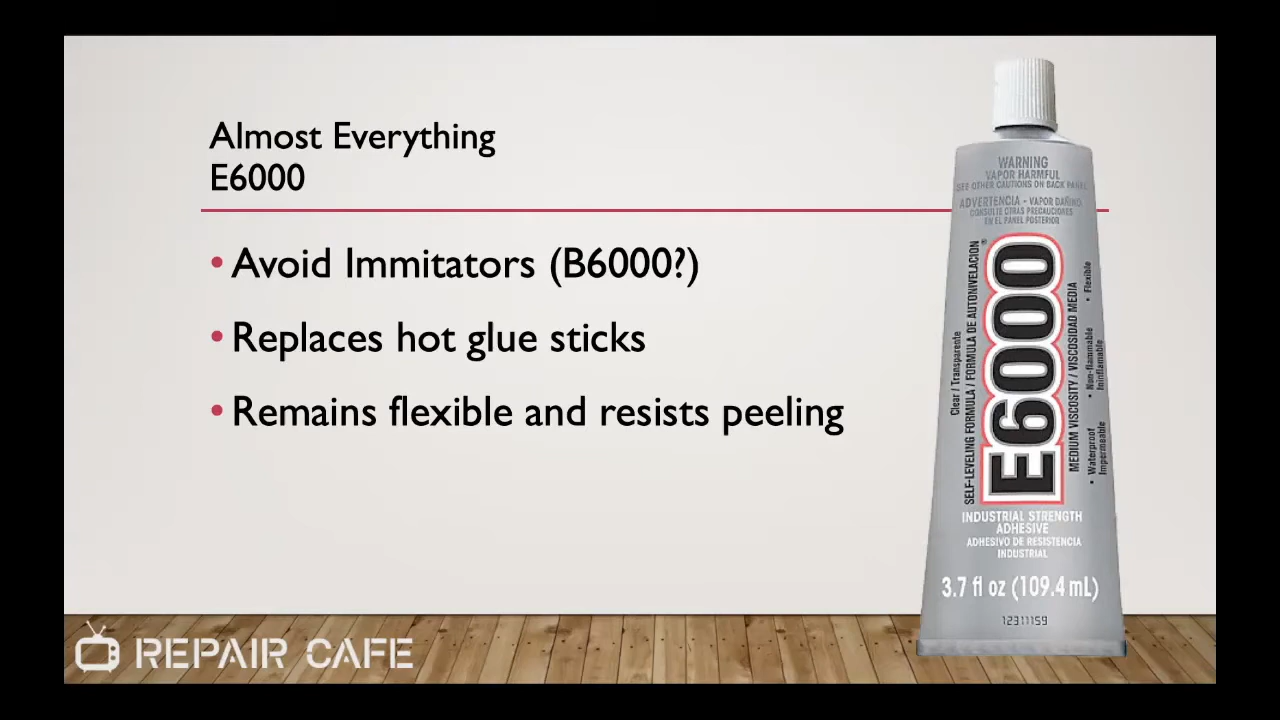 Almost Everything
E6000
• Avoid Immitators (B6000?)
• Replaces hot glue sticks
• Remains flexible and resists peeling
WARNING
VAPOR HARMFUL
SEE OTHER CAUTIONS ON BACK PANEL
ADVERTENCIA - VAPOR DAÑINO
CONSULTE OTRAS PRECAUCIONES
EN EL PANEL POSTERIOR
Clear / Transparente
SELF-LEVELING FORMULA / FORMULA DE AUTONIVELACION
E6000®
MEDIUM VISCOSITY / VISCOSIDAD MEDIA
• Waterproof • Non-flammable • Flexible
Impermeable Ininflamable
INDUSTRIAL STRENGTH
ADHESIVE
ADHESIVO DE RESISTENCIA
INDUSTRIAL
3.7 fl oz (109.4 mL)
12311159
REPAIR CAFE